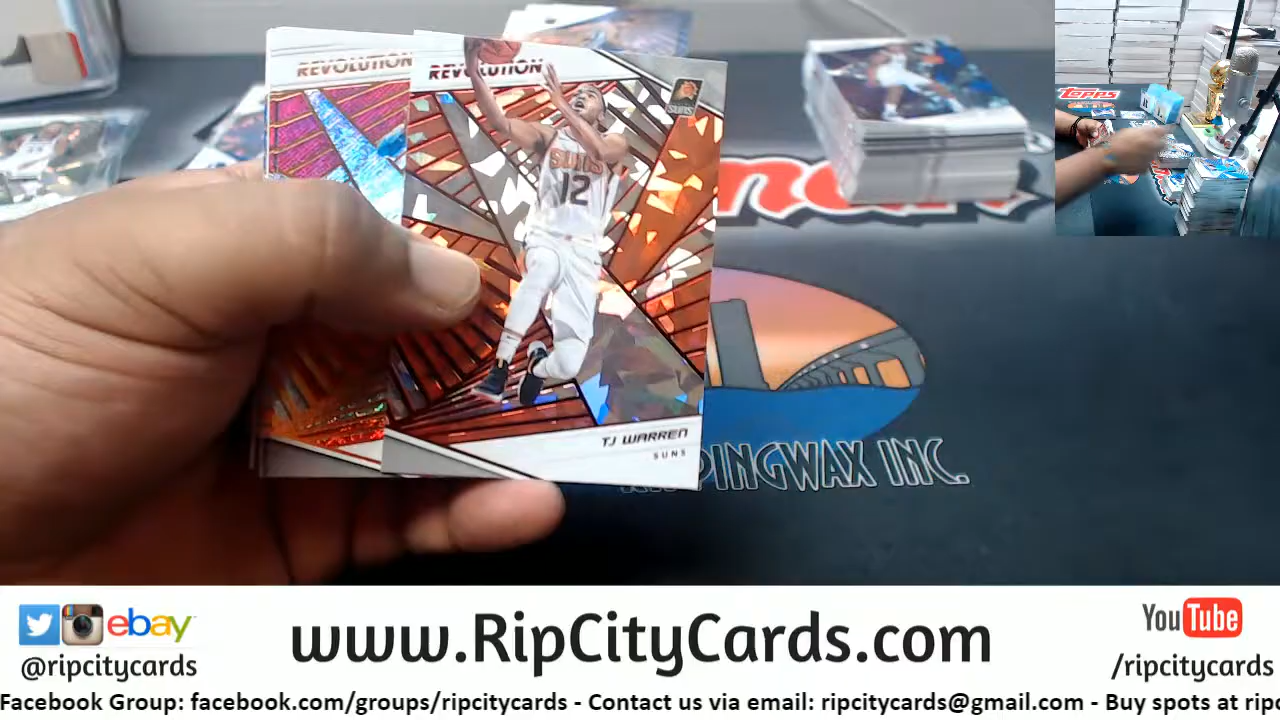 REVOLUTION
REVOLUTION
SUNS
SUNS
12
TJ WARREN
SUNS
topps
PINGWAX INC.
ebay
@ripcitycards
www.RipCityCards.com
YouTube
/ripcitycards
Facebook Group: facebook.com/groups/ripcitycards - Contact us via email: ripcitycards@gmail.com - Buy spots at ripc